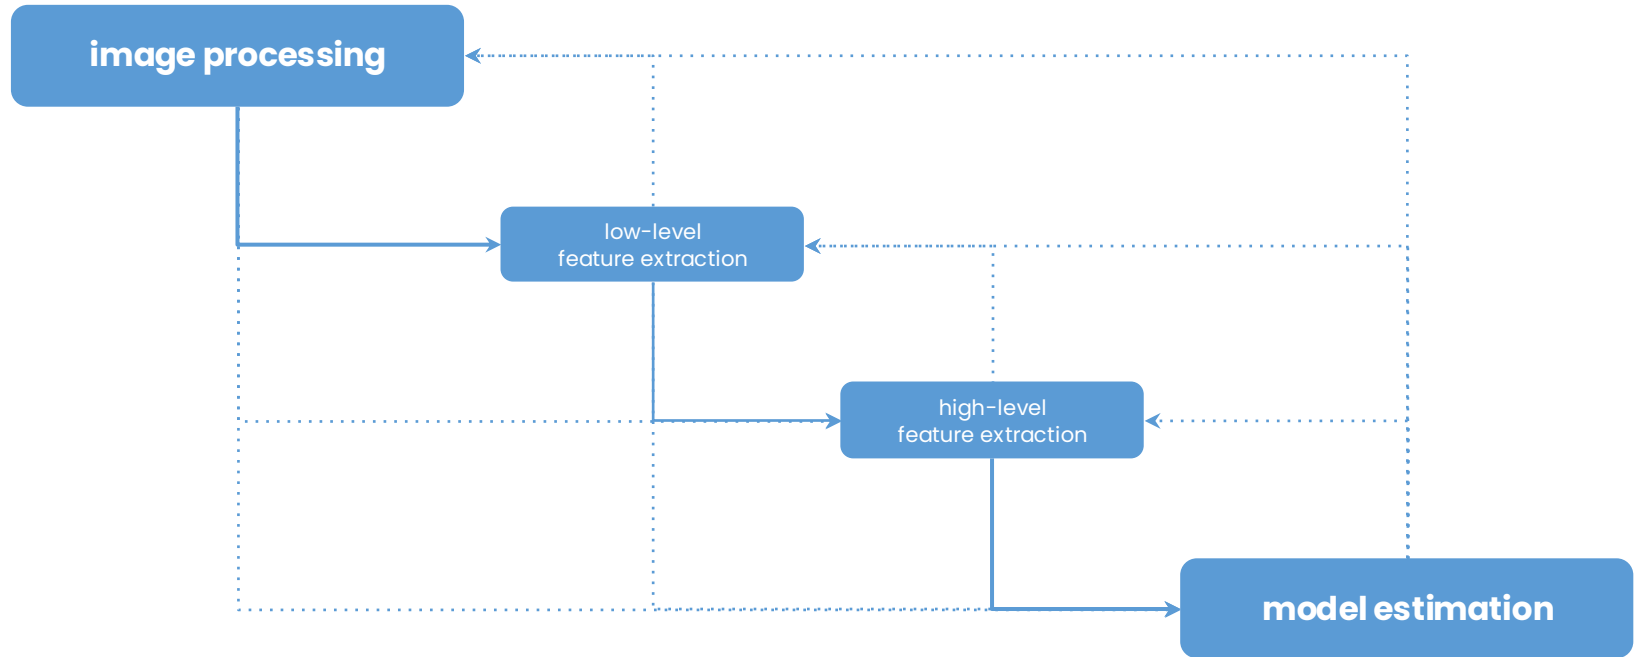 image processing
low-level
feature extraction
high-level
feature extraction
model estimation